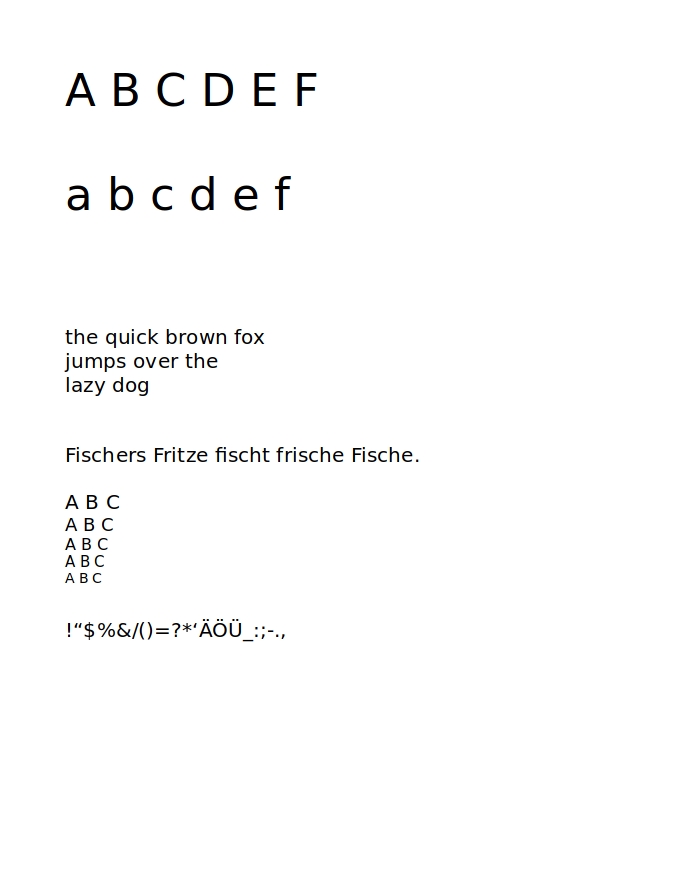 A B C D E F
a b c d e f
the quick brown fox
jumps over the
lazy dog
Fischers Fritze fischt frische Fische.
A B C
A B C
A B C
A B C
A B C
!“$%&/()=?*‘ÄÖÜ_:;-.,